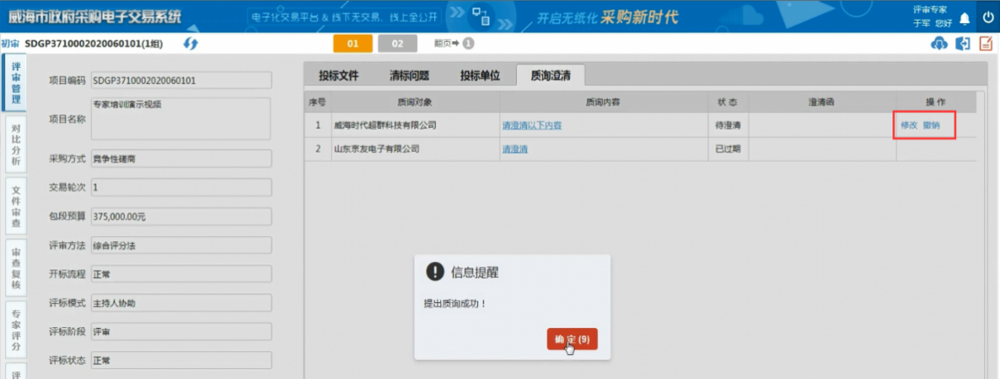 威海市政府采购电子交易系统
电子化交易平台 & 线下无交易、线上全公开
开启无纸化 采购新时代
评审专家
于军 您好
初审 SDGP3710002020060101(1组)
01 02 翻页 1
评审管理
对比分析
文件审查
审查复核
专家评分
评
项目编码 SDGP3710002020060101
项目名称 专家培训演示视频
采购方式 竞争性磋商
交易轮次 1
包段预算 375,000.00元
评审方法 综合评分法
开标流程 正常
评标模式 主持人协助
评标阶段 评审
评标状态 正常
投标文件 清标问题 投标单位 质询澄清
序号 质询对象 质询内容 状态 澄清函 操作
1 威海时代超群科技有限公司 请澄清以下内容 待澄清 修改 撤销
2 山东京友电子有限公司 请澄清 已过期
信息提醒
提出质询成功！
确定(9)